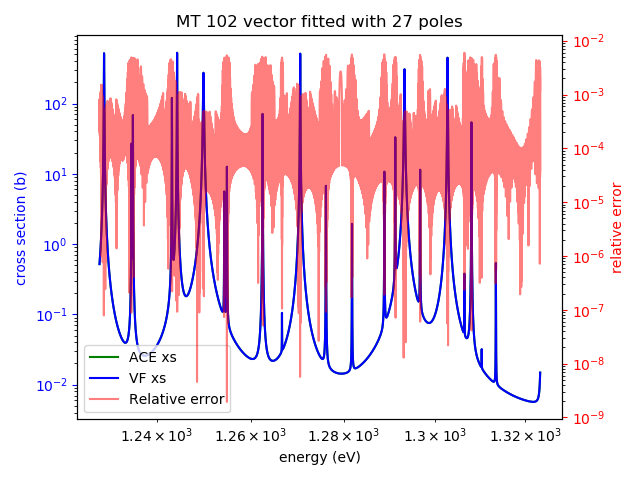 MT 102 vector fitted with 27 poles
10² 10¹ 10⁰ 10⁻¹ 10⁻²
cross section (b)
10⁻² 10⁻³ 10⁻⁴ 10⁻⁵ 10⁻⁶ 10⁻⁷ 10⁻⁸ 10⁻⁹
relative error
ACE xs
VF xs
Relative error
1.24 × 10³ 1.26 × 10³ 1.28 × 10³ 1.3 × 10³ 1.32 × 10³
energy (eV)